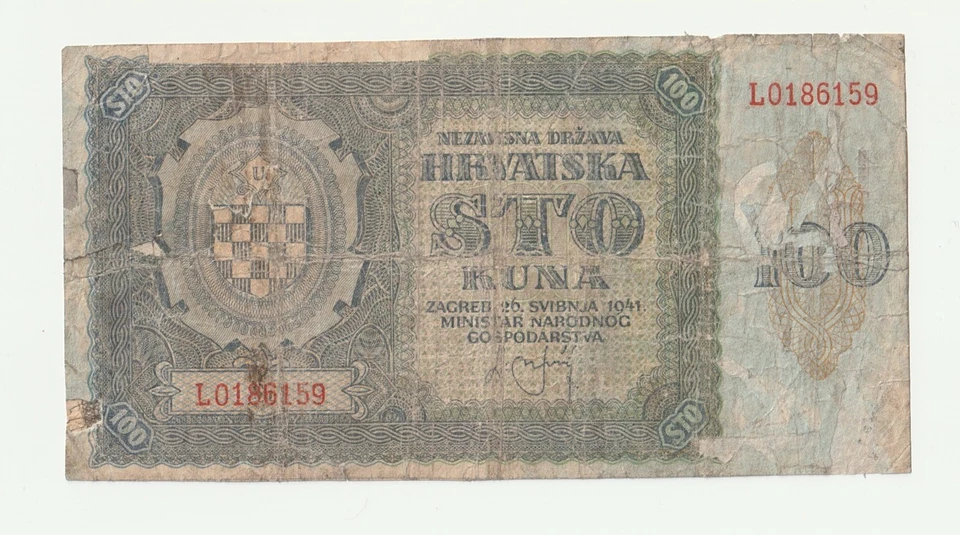 STO
100
L0186159
U
NEZAVISNA DRŽAVA
HRVATSKA
STO
KUNA
ZAGREB 26. SVIBNJA 1941.
MINISTAR NARODNOG
GOSPODARSTVA
100
L0186159
100
STO